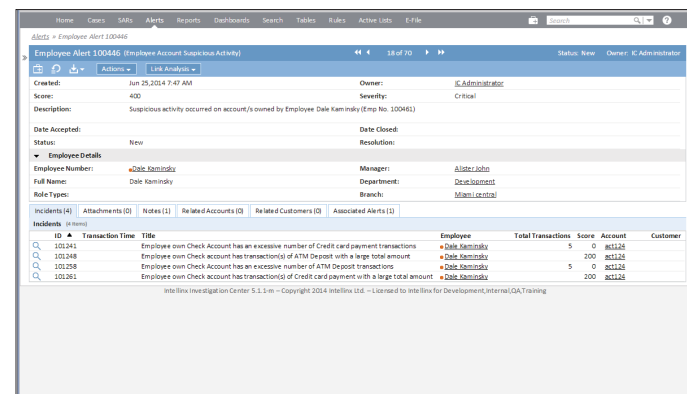 Home Cases SARs Alerts Reports Dashboards Search Tables Rules Active Lists E-File Search
Alerts > Employee Alert 100446
Employee Alert 100446 (Employee Account Suspicious Activity) 18 of 70 Status: New Owner: IC Administrator
Actions Link Analysis
Created: Jun 25,2014 7:47 AM Owner: IC Administrator
Score: 400 Severity: Critical
Description: Suspicious activity occurred on account/s owned by Employee Dale Kaminsky (Emp No. 100461)
Date Accepted: Date Closed:
Status: New Resolution:
Employee Details
Employee Number: Dale Kaminsky Manager: Alister John
Full Name: Dale Kaminsky Department: Development
Role Types: Branch: Miami central
Incidents (4) Attachments (0) Notes (1) Related Accounts (0) Related Customers (0) Associated Alerts (1)
Incidents (4 items)
ID Transaction Time Title Employee Total Transactions Score Account Customer
101241 Employee own Check Account has an excessive number of Credit card payment transactions Dale Kaminsky 5 0 act124
101248 Employee own Check account has transaction(s) of ATM Deposit with a large total amount Dale Kaminsky 200 act124
101258 Employee own Check account has an excessive number of ATM Deposit transactions Dale Kaminsky 5 0 act124
101261 Employee own Check account has transaction(s) of Credit card payment with a large total amount Dale Kaminsky 200 act124
Intellinx Investigation Center 5.1.1-m – Copyright 2014 Intellinx Ltd. – Licensed to Intellinx for Development,Internal,QA,Training